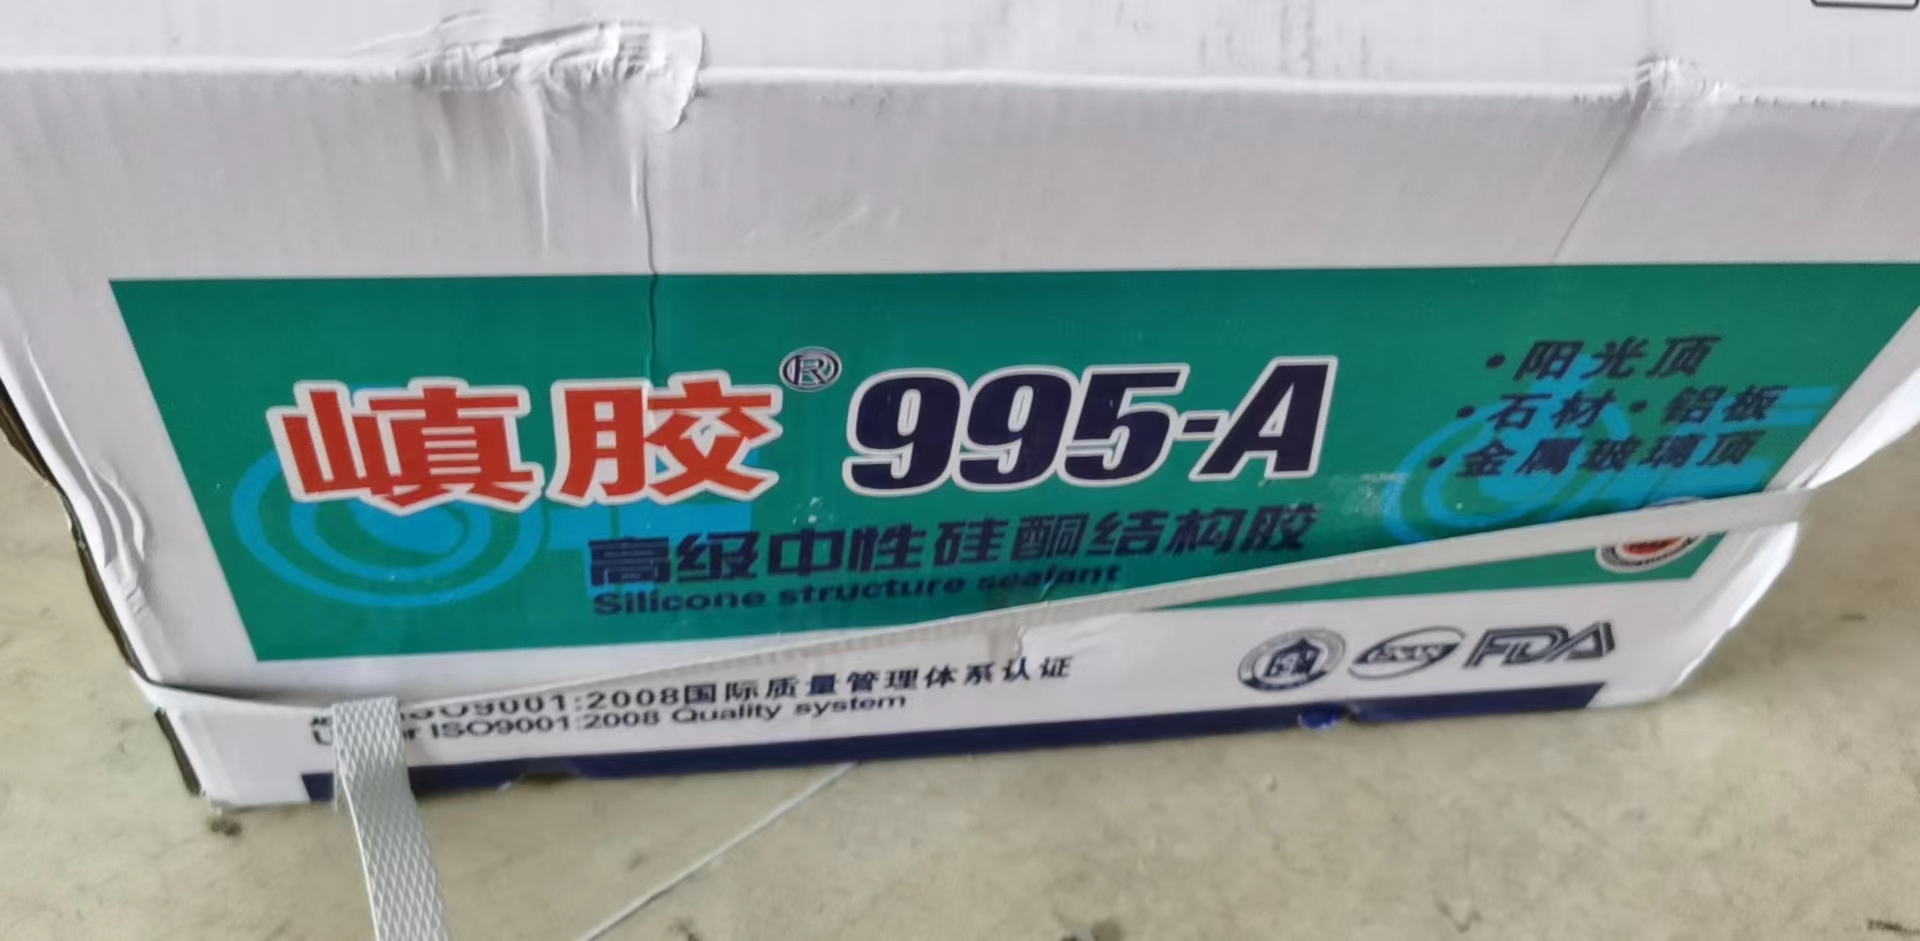 嵮胶® 995-A
高级中性硅酮结构胶
Silicone structure sealant
•阳光顶
•石材•铝板
•金属玻璃顶
9001:2008国际质量管理体系认证
ISO9001:2008 Quality system
FDA